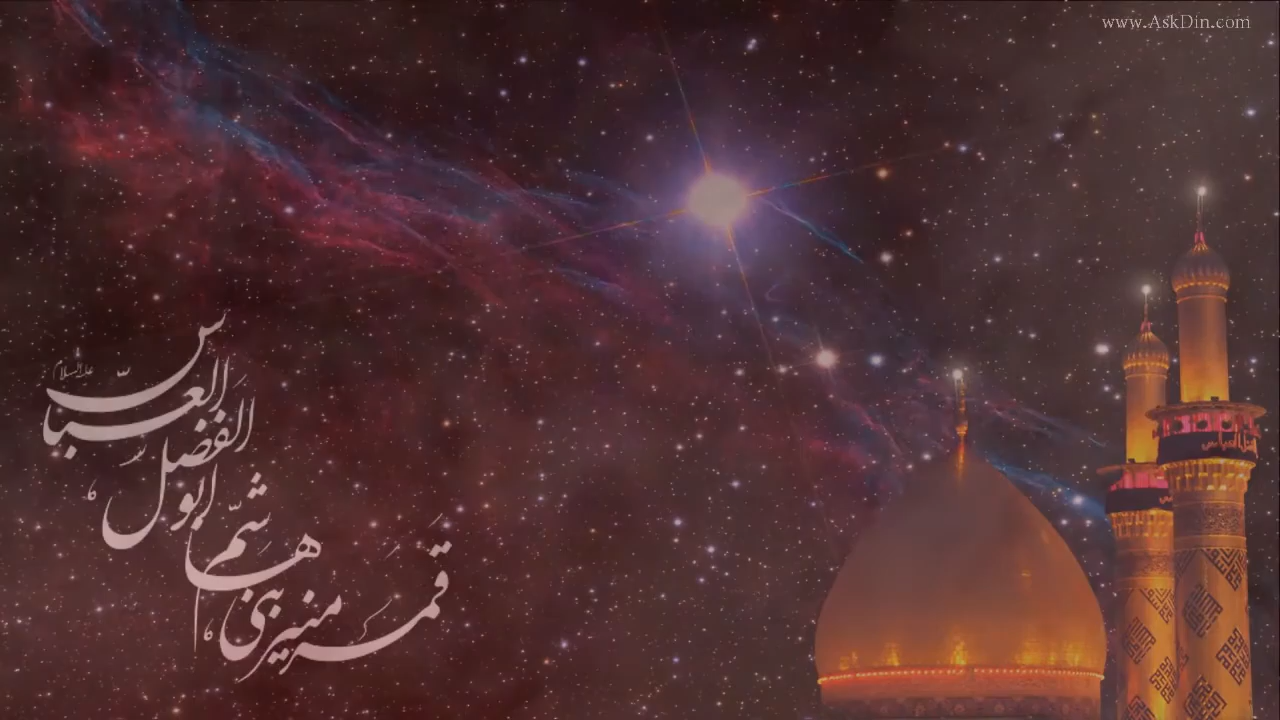 www.AskDin.com
قمر منیر بنی هاشم
ابوالفضل العباس
علیه السلام